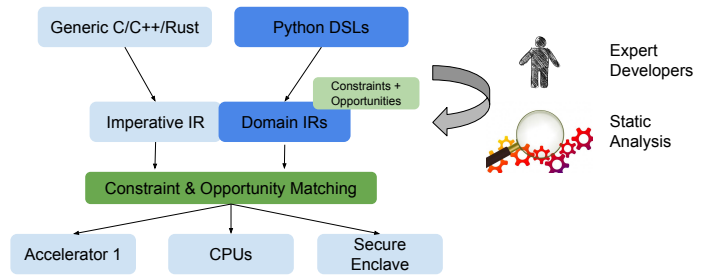 Generic C/C++/Rust
Python DSLs
Constraints +
Opportunities
Expert
Developers
Imperative IR
Domain IRs
Static
Analysis
Constraint & Opportunity Matching
Accelerator 1
CPUs
Secure
Enclave